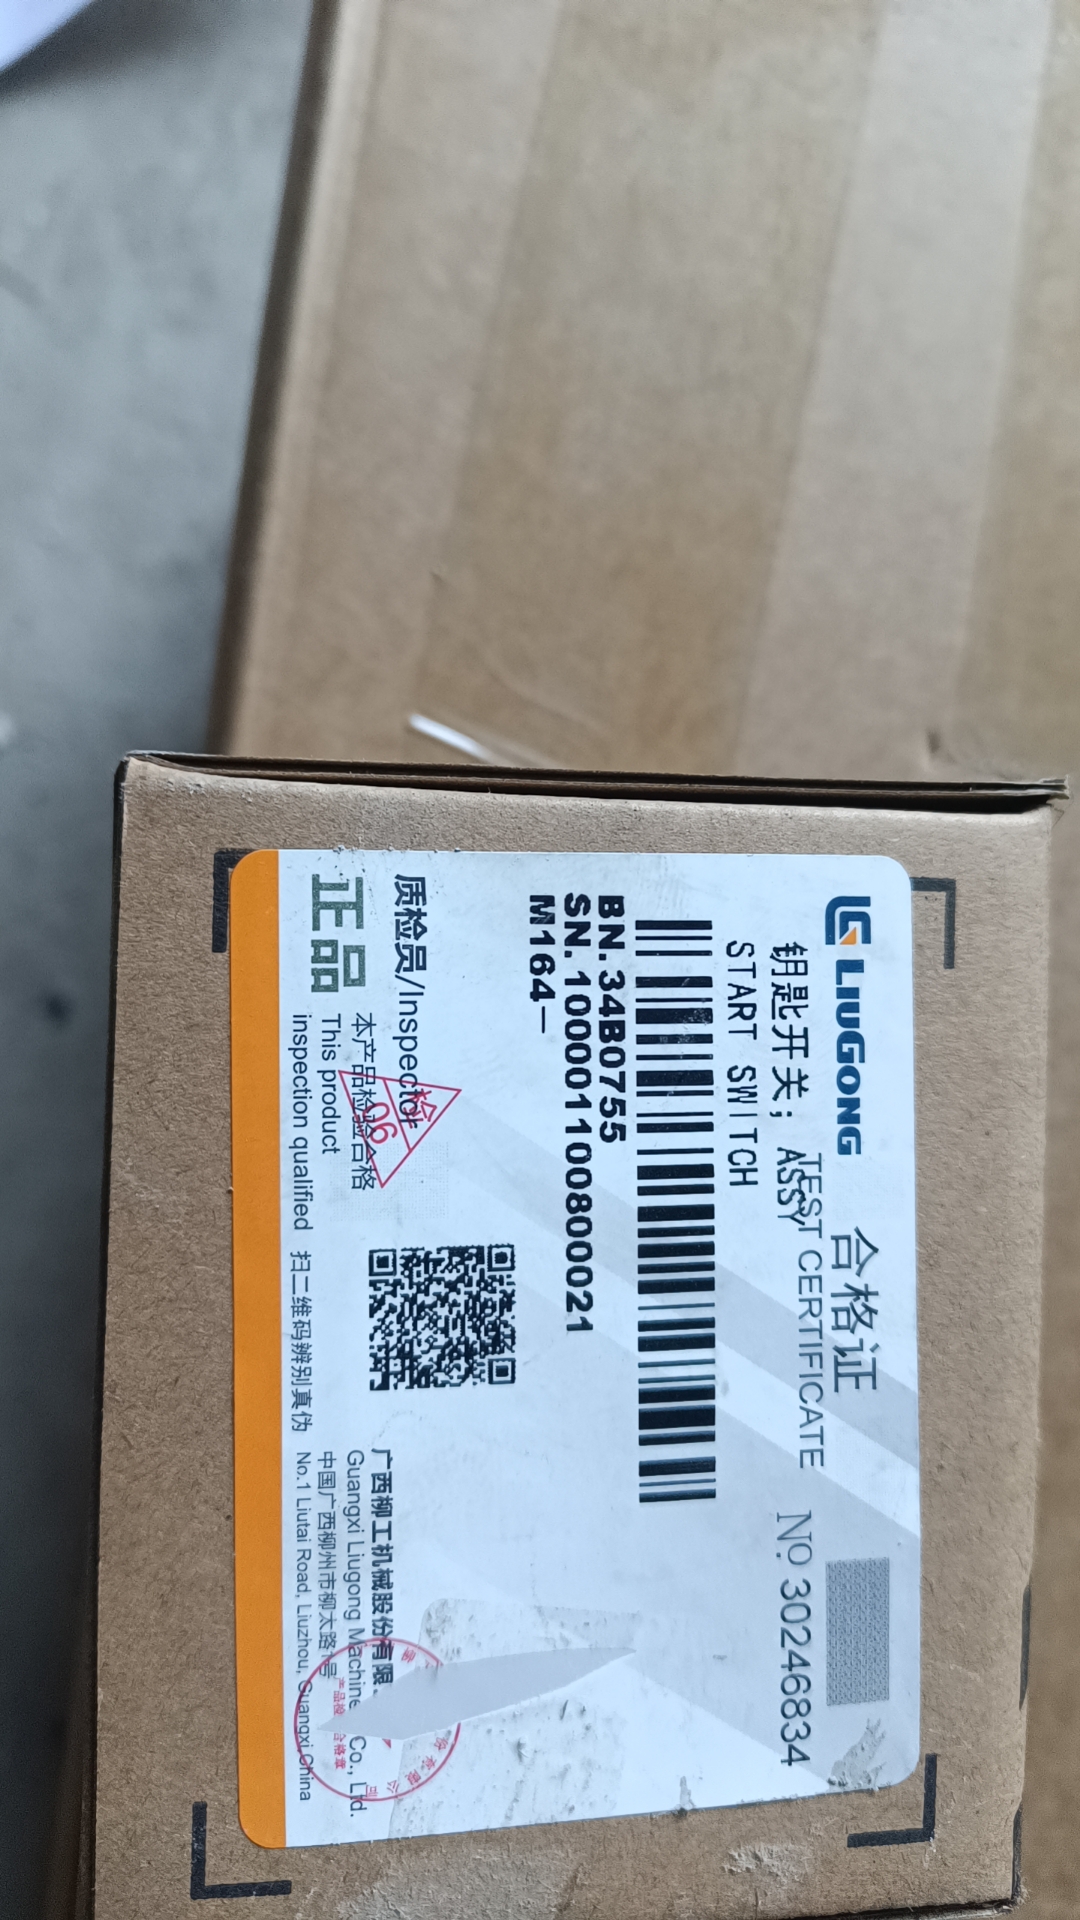 LIUGONG
合格证
TEST CERTIFICATE
NO. 30246834
钥匙开关; ASSY
START SWITCH
BN.34B0755
SN.100001100800021
M164—
质检员/Inspector
检
06
正品
本产品检验合格
This product
inspection qualified
扫二维码辨别真伪
广西柳工机械股份有限
Guangxi Liugong Machine Co., Ltd.
中国广西柳州市柳太路1号
No.1 Liutai Road, Liuzhou, Guangxi, China